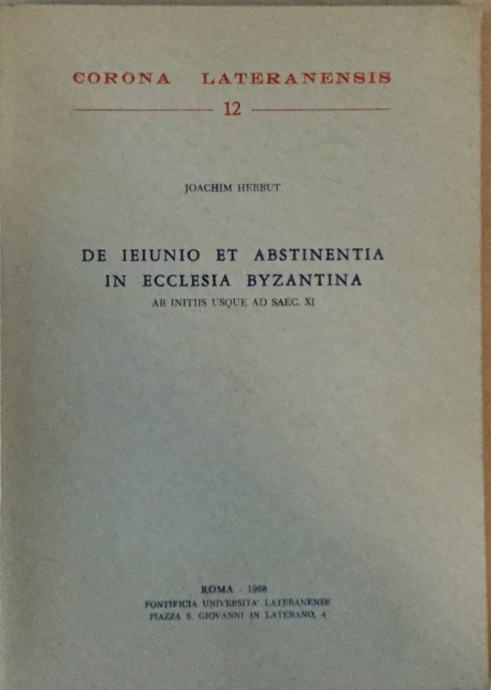 CORONA LATERANENSIS
12
JOACHIM HERBUT
DE IEIUNIO ET ABSTINENTIA
IN ECCLESIA BYZANTINA
AB INITIIS USQUE AD SAEC. XI
ROMA - 1968
PONTIFICIA UNIVERSITA' LATERANENSE
PIAZZA S. GIOVANNI IN LATERANO, 4